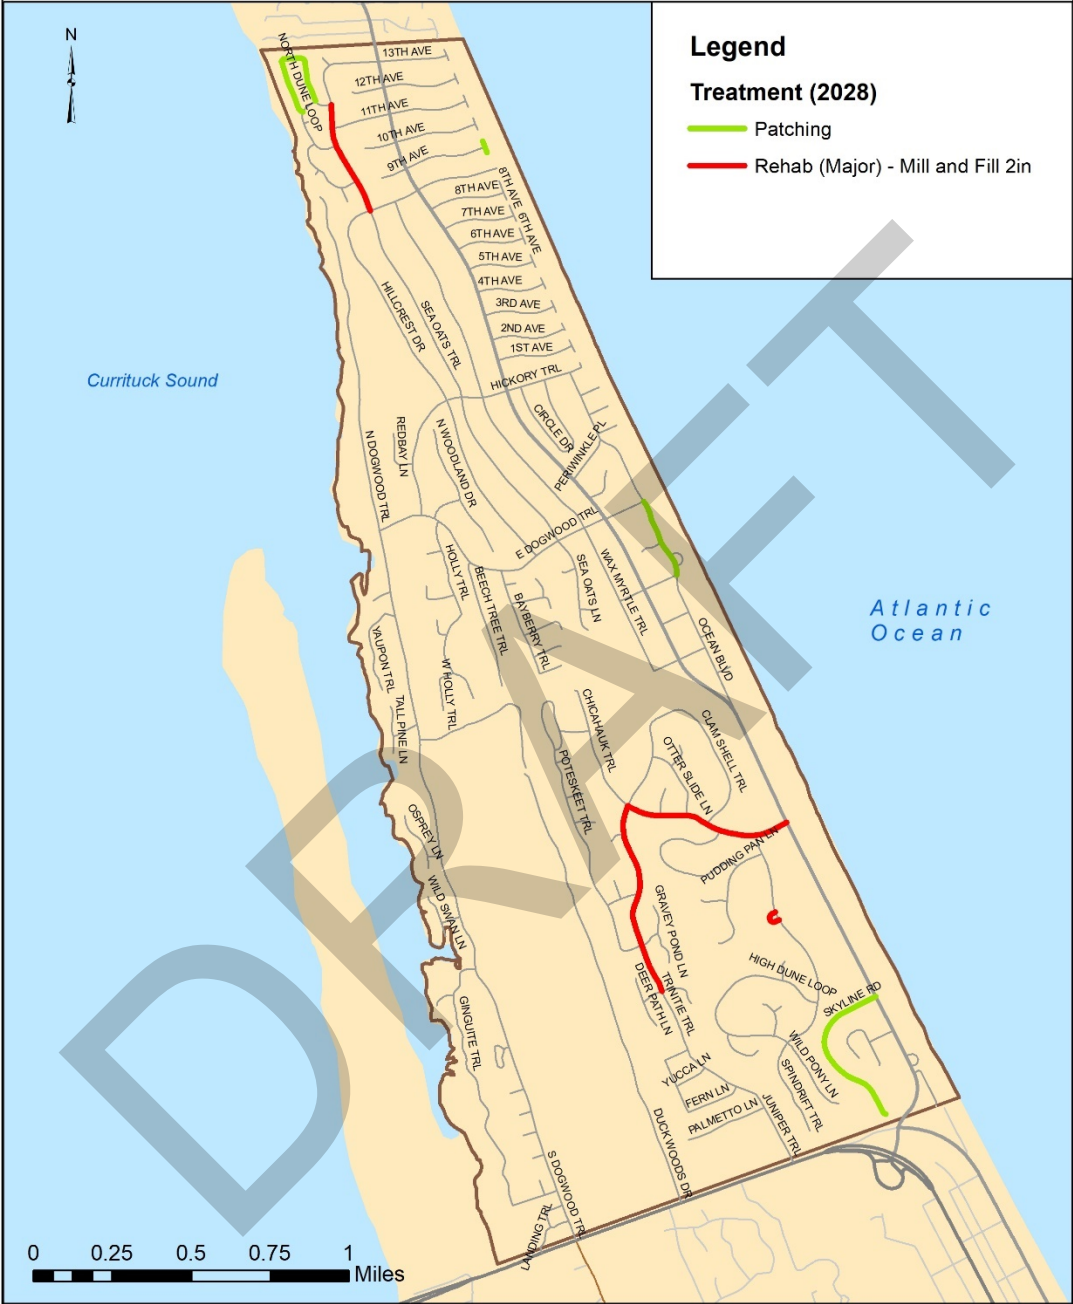 N
Legend
Treatment (2028)
Patching
Rehab (Major) - Mill and Fill 2in
NORTH DUNE LOOP
13TH AVE
12TH AVE
11TH AVE
10TH AVE
9TH AVE
8TH AVE
8TH AVE
7TH AVE
6TH AVE
6TH AVE
5TH AVE
4TH AVE
3RD AVE
2ND AVE
1ST AVE
HILLCREST DR
SEA OATS TRL
HICKORY TRL
Currituck Sound
CIRCLE DR
PERIWINKLE PL
REDBAY LN
N WOODLAND DR
N DOGWOOD TRL
E DOGWOOD TRL
HOLLY TRL
BEECH TREE TRL
BAYBERRY TRL
SEA OATS LN
WAX MYRTLE TRL
OCEAN BLVD
Atlantic
Ocean
YAUPON TRL
W HOLLY TRL
TALL PINE LN
CHICAHAUK TRL
CLAM SHELL TRL
OTTER SLIDE LN
POTESKEET TRL
OSPREY LN
PUDDING PAN LN
WILD SWAN LN
GRAVEY POND LN
DEER PATH LN
TRINITIE TRL
HIGH DUNE LOOP
SKYLINE RD
GINGUITE TRL
WILD PONY LN
SPINDRIFT TRL
YUCCA LN
FERN LN
PALMETTO LN
JUNIPER TRL
DUCK WOODS DR
S DOGWOOD TRL
LANDING TRL
DRAFT
0 0.25 0.5 0.75 1
Miles